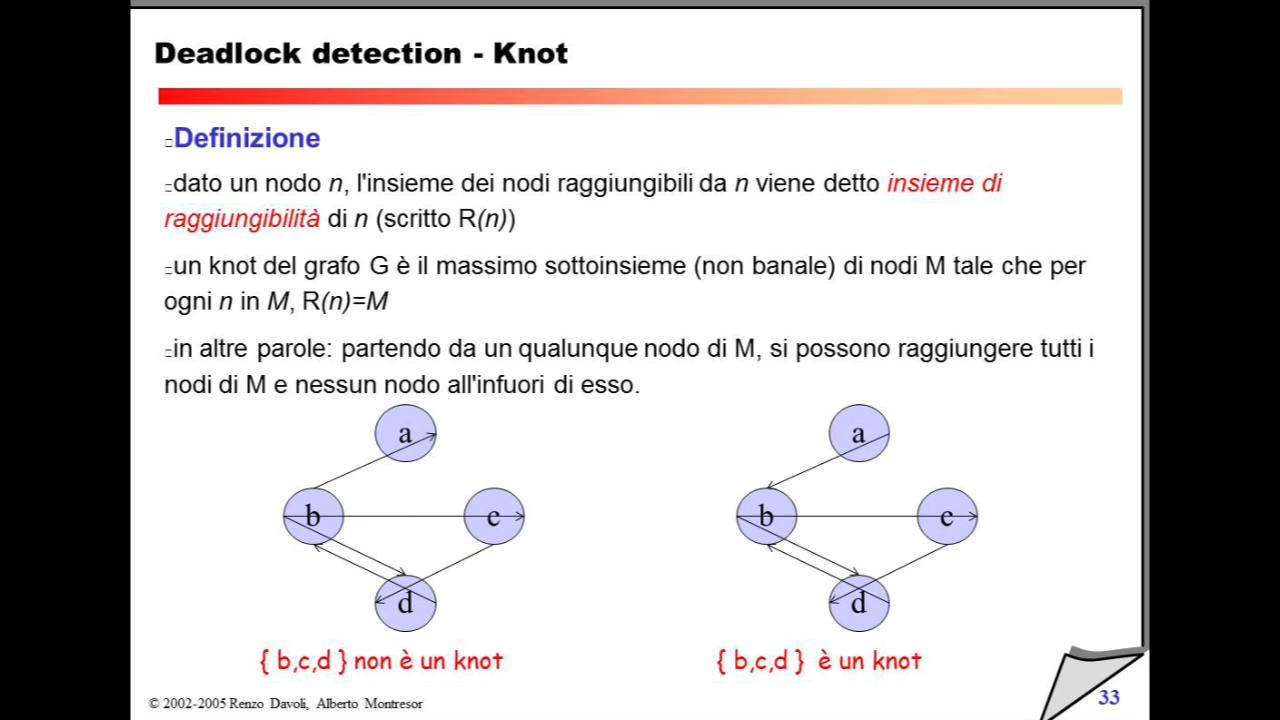 Deadlock detection - Knot
Definizione
dato un nodo n, l'insieme dei nodi raggiungibili da n viene detto insieme di
raggiungibilità di n (scritto R(n))
un knot del grafo G è il massimo sottoinsieme (non banale) di nodi M tale che per
ogni n in M, R(n)=M
in altre parole: partendo da un qualunque nodo di M, si possono raggiungere tutti i
nodi di M e nessun nodo all'infuori di esso.
a
b
c
d
{ b,c,d } non è un knot
a
b
c
d
{ b,c,d } è un knot
© 2002-2005 Renzo Davoli, Alberto Montresor
33